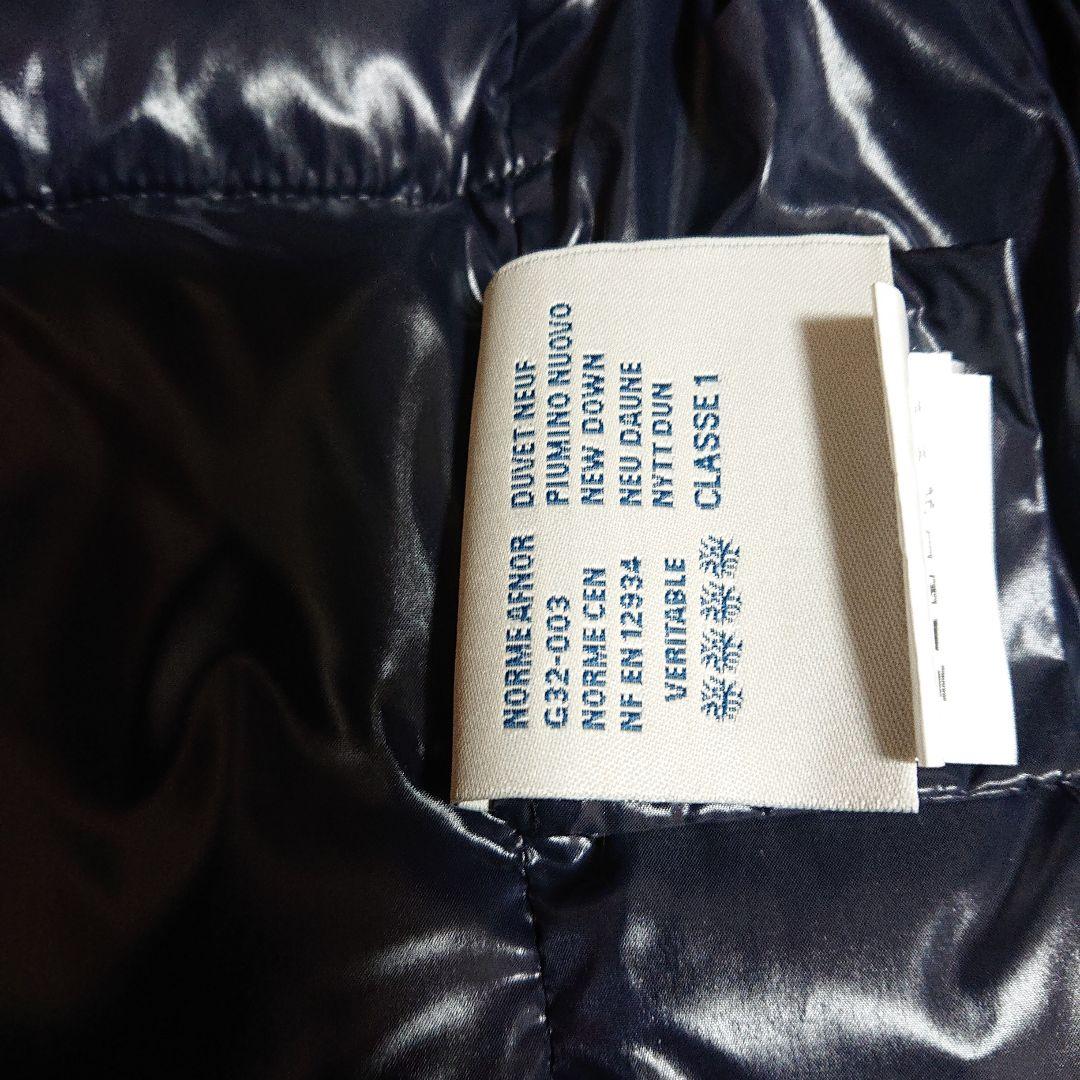 NORME AFNOR DUVET NEUF
G32-003 PIUMINO NUOVO
NORME CEN NEW DOWN
NF EN 12934 NEU DAUNE
VERITABLE NYTT DUN
CLASSE 1